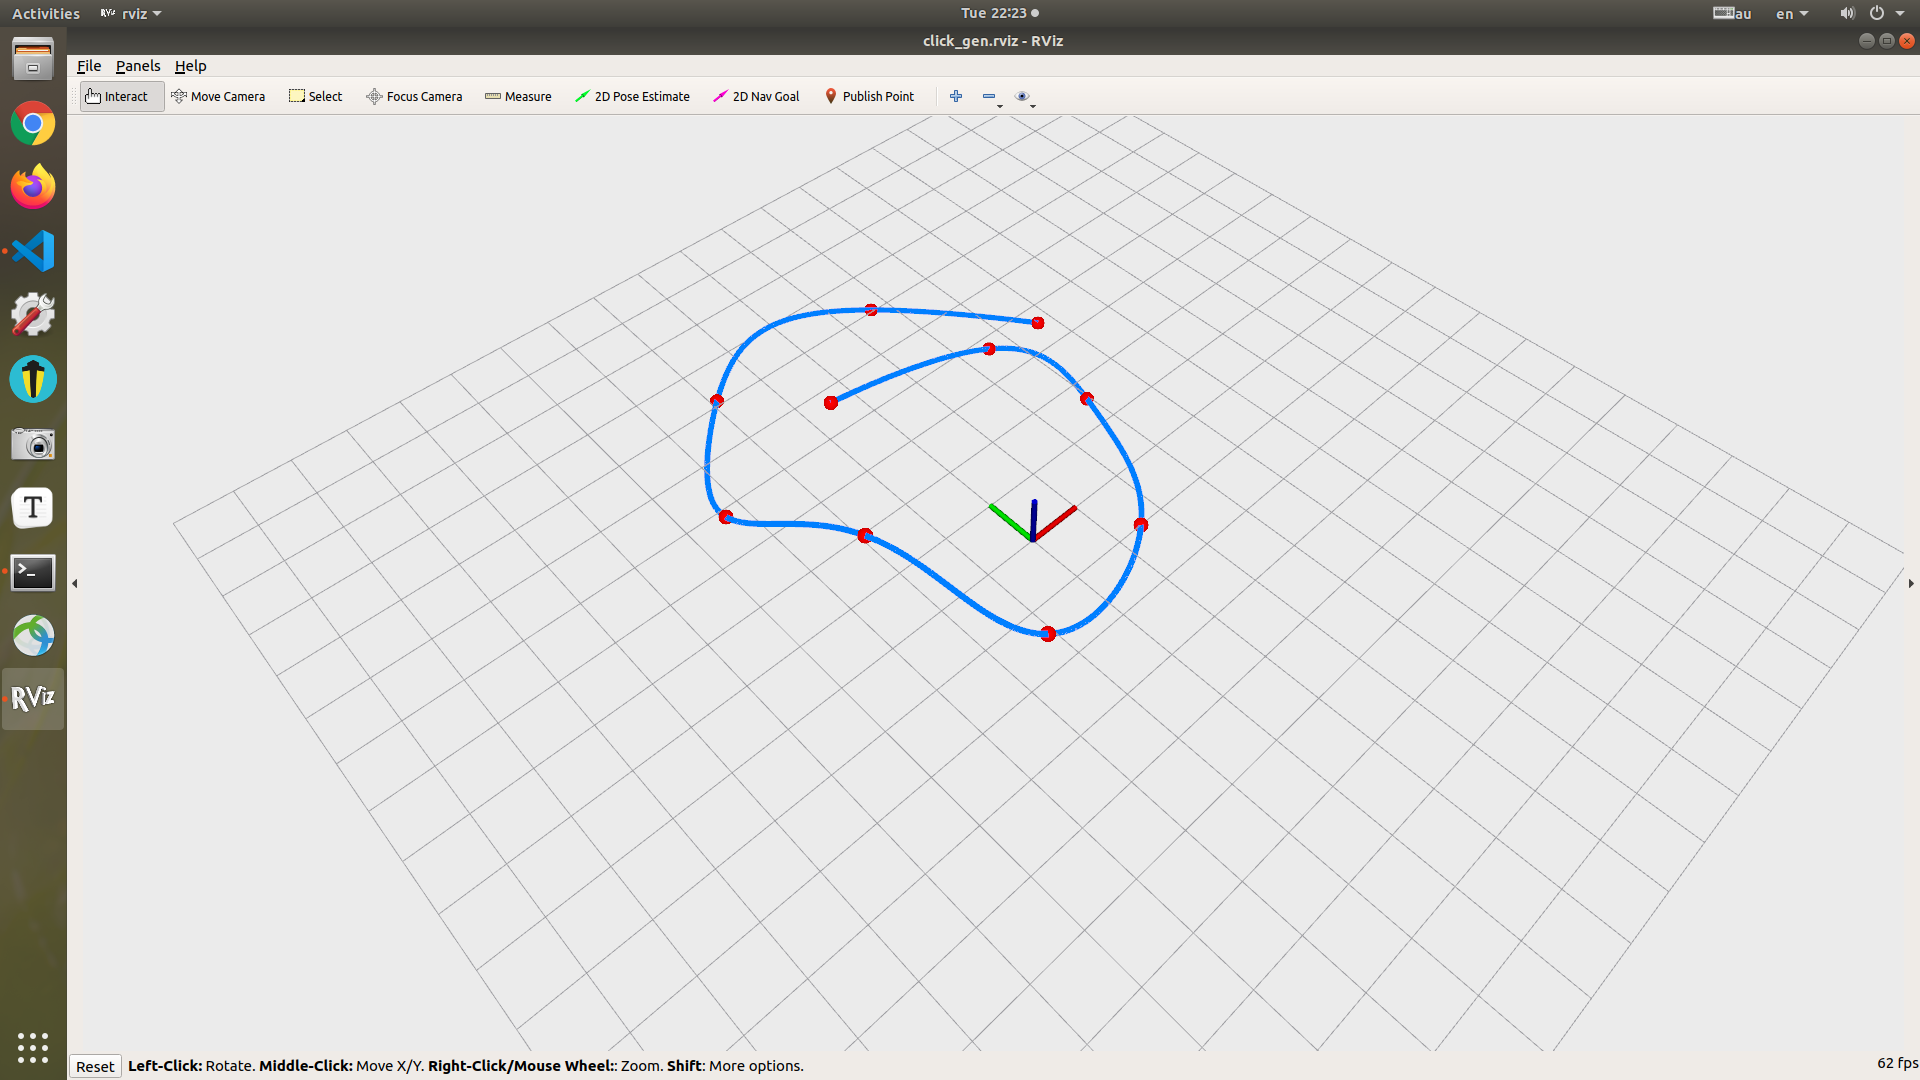 Activities RViz rviz Tue 22:23 au en
click_gen.rviz - RViz
File Panels Help
Interact Move Camera Select Focus Camera Measure 2D Pose Estimate 2D Nav Goal Publish Point
T
>_
RViz
Reset Left-Click: Rotate. Middle-Click: Move X/Y. Right-Click/Mouse Wheel:: Zoom. Shift: More options. 62 fps